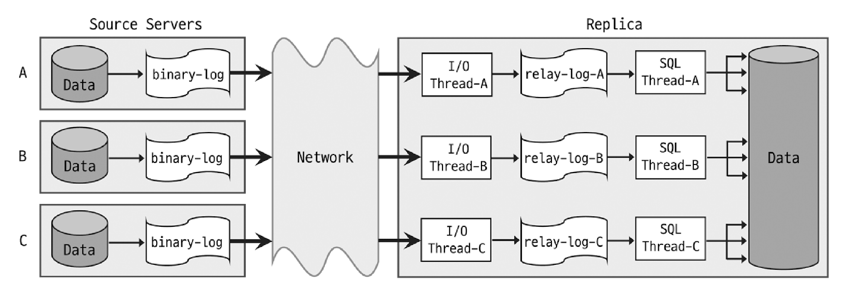 Source Servers
Replica
A
Data
binary-log
I/O
Thread-A
relay-log-A
SQL
Thread-A
B
Data
binary-log
Network
I/O
Thread-B
relay-log-B
SQL
Thread-B
Data
C
Data
binary-log
I/O
Thread-C
relay-log-C
SQL
Thread-C